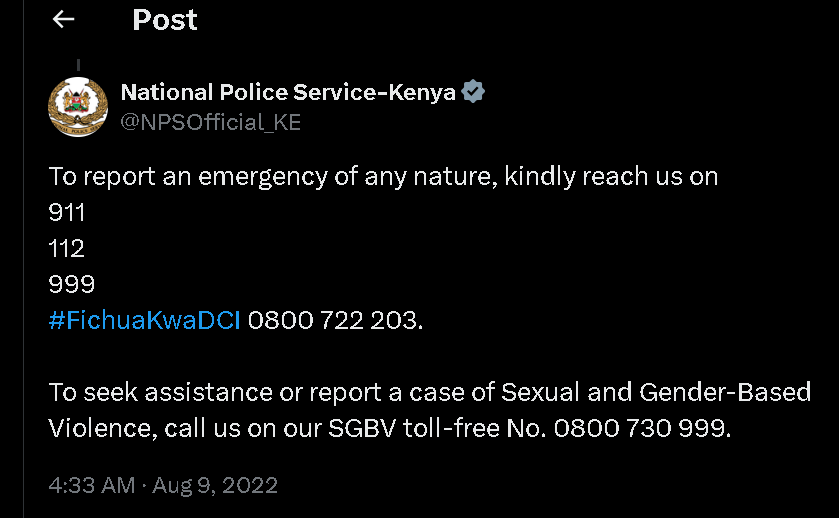 Post
National Police Service-Kenya
@NPSOfficial_KE
To report an emergency of any nature, kindly reach us on
911
112
999
#FichuaKwaDCI 0800 722 203.
To seek assistance or report a case of Sexual and Gender-Based
Violence, call us on our SGBV toll-free No. 0800 730 999.
4:33 AM · Aug 9, 2022